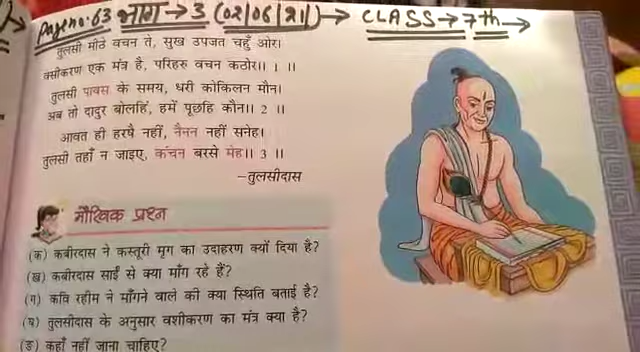 Page no. 63 भाग → 3 (02/06/21) → CLASS → 7th →
तुलसी मीठे वचन ते, सुख उपजत चहुँ ओर।
वसीकरण एक मंत्र है, परिहरु वचन कठोर।। 1 ।।
तुलसी पावस के समय, धरी कोकिलन मौन।
अब तो दादुर बोलहिं, हमें पूछहि कौन।। 2 ।।
आवत ही हरषै नहीं, नैनन नहीं सनेह।
तुलसी तहाँ न जाइए, कंचन बरसे मेह।। 3 ।।
–तुलसीदास
मौखिक प्रश्न
(क) कबीरदास ने कस्तूरी मृग का उदाहरण क्यों दिया है?
(ख) कबीरदास साईं से क्या माँग रहे हैं?
(ग) कवि रहीम ने माँगने वाले की क्या स्थिति बताई है?
(घ) तुलसीदास के अनुसार वशीकरण का मंत्र क्या है?
(ङ) कहाँ नहीं जाना चाहिए?